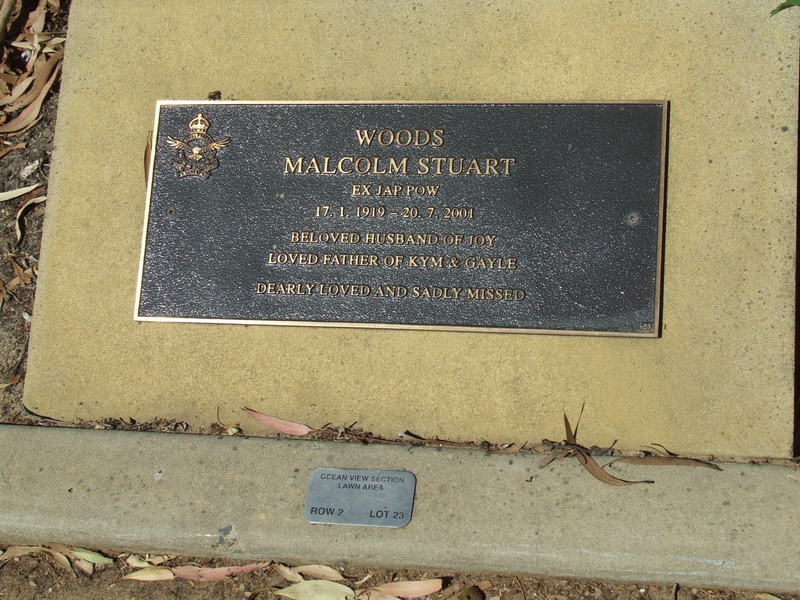 WOODS
MALCOLM STUART
EX JAP POW
17. 1. 1919 – 20. 7. 2001
BELOVED HUSBAND OF JOY
LOVED FATHER OF KYM & GAYLE
DEARLY LOVED AND SADLY MISSED
OCEAN VIEW SECTION
LAWN AREA
ROW 2 LOT 23